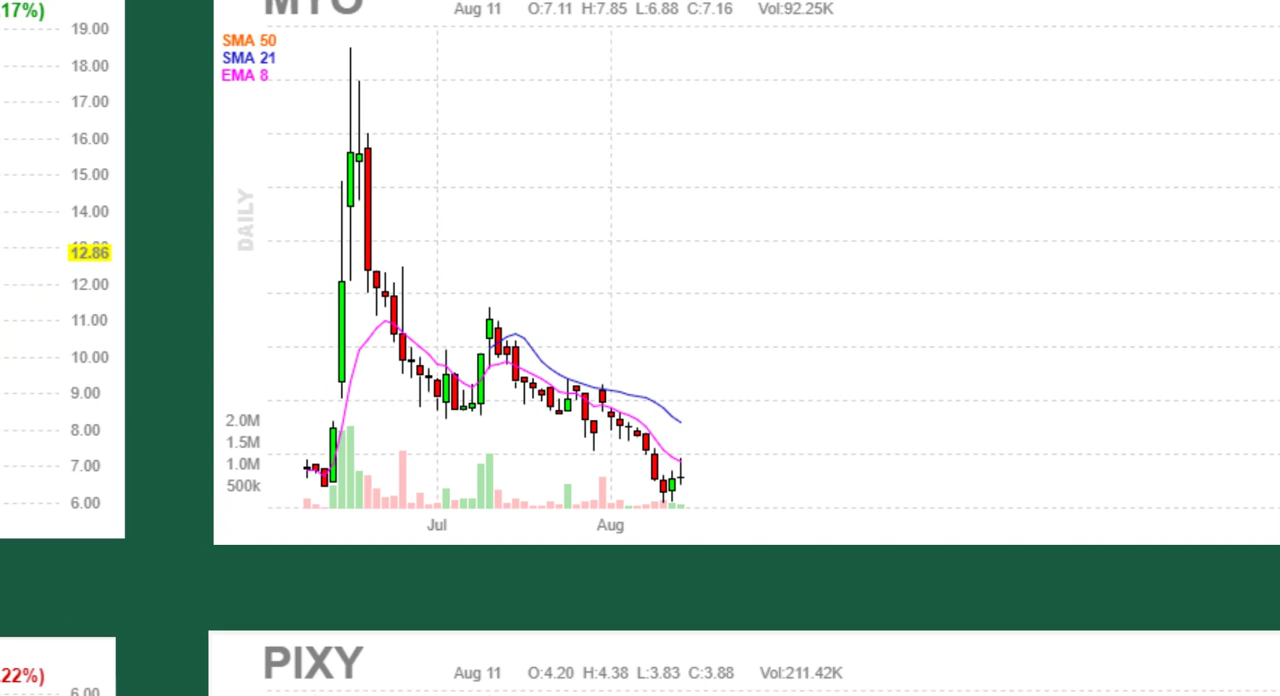 17%)
MYO
Aug 11 O:7.11 H:7.85 L:6.88 C:7.16 Vol:92.25K
19.00
SMA 50
SMA 21
18.00
EMA 8
17.00
16.00
15.00
14.00
DAILY
12.86
12.00
11.00
10.00
9.00
8.00
2.0M
1.5M
7.00
1.0M
500k
6.00
Jul
Aug
PIXY
Aug 11 O:4.20 H:4.38 L:3.83 C:3.88 Vol:211.42K
.22%)
6.00